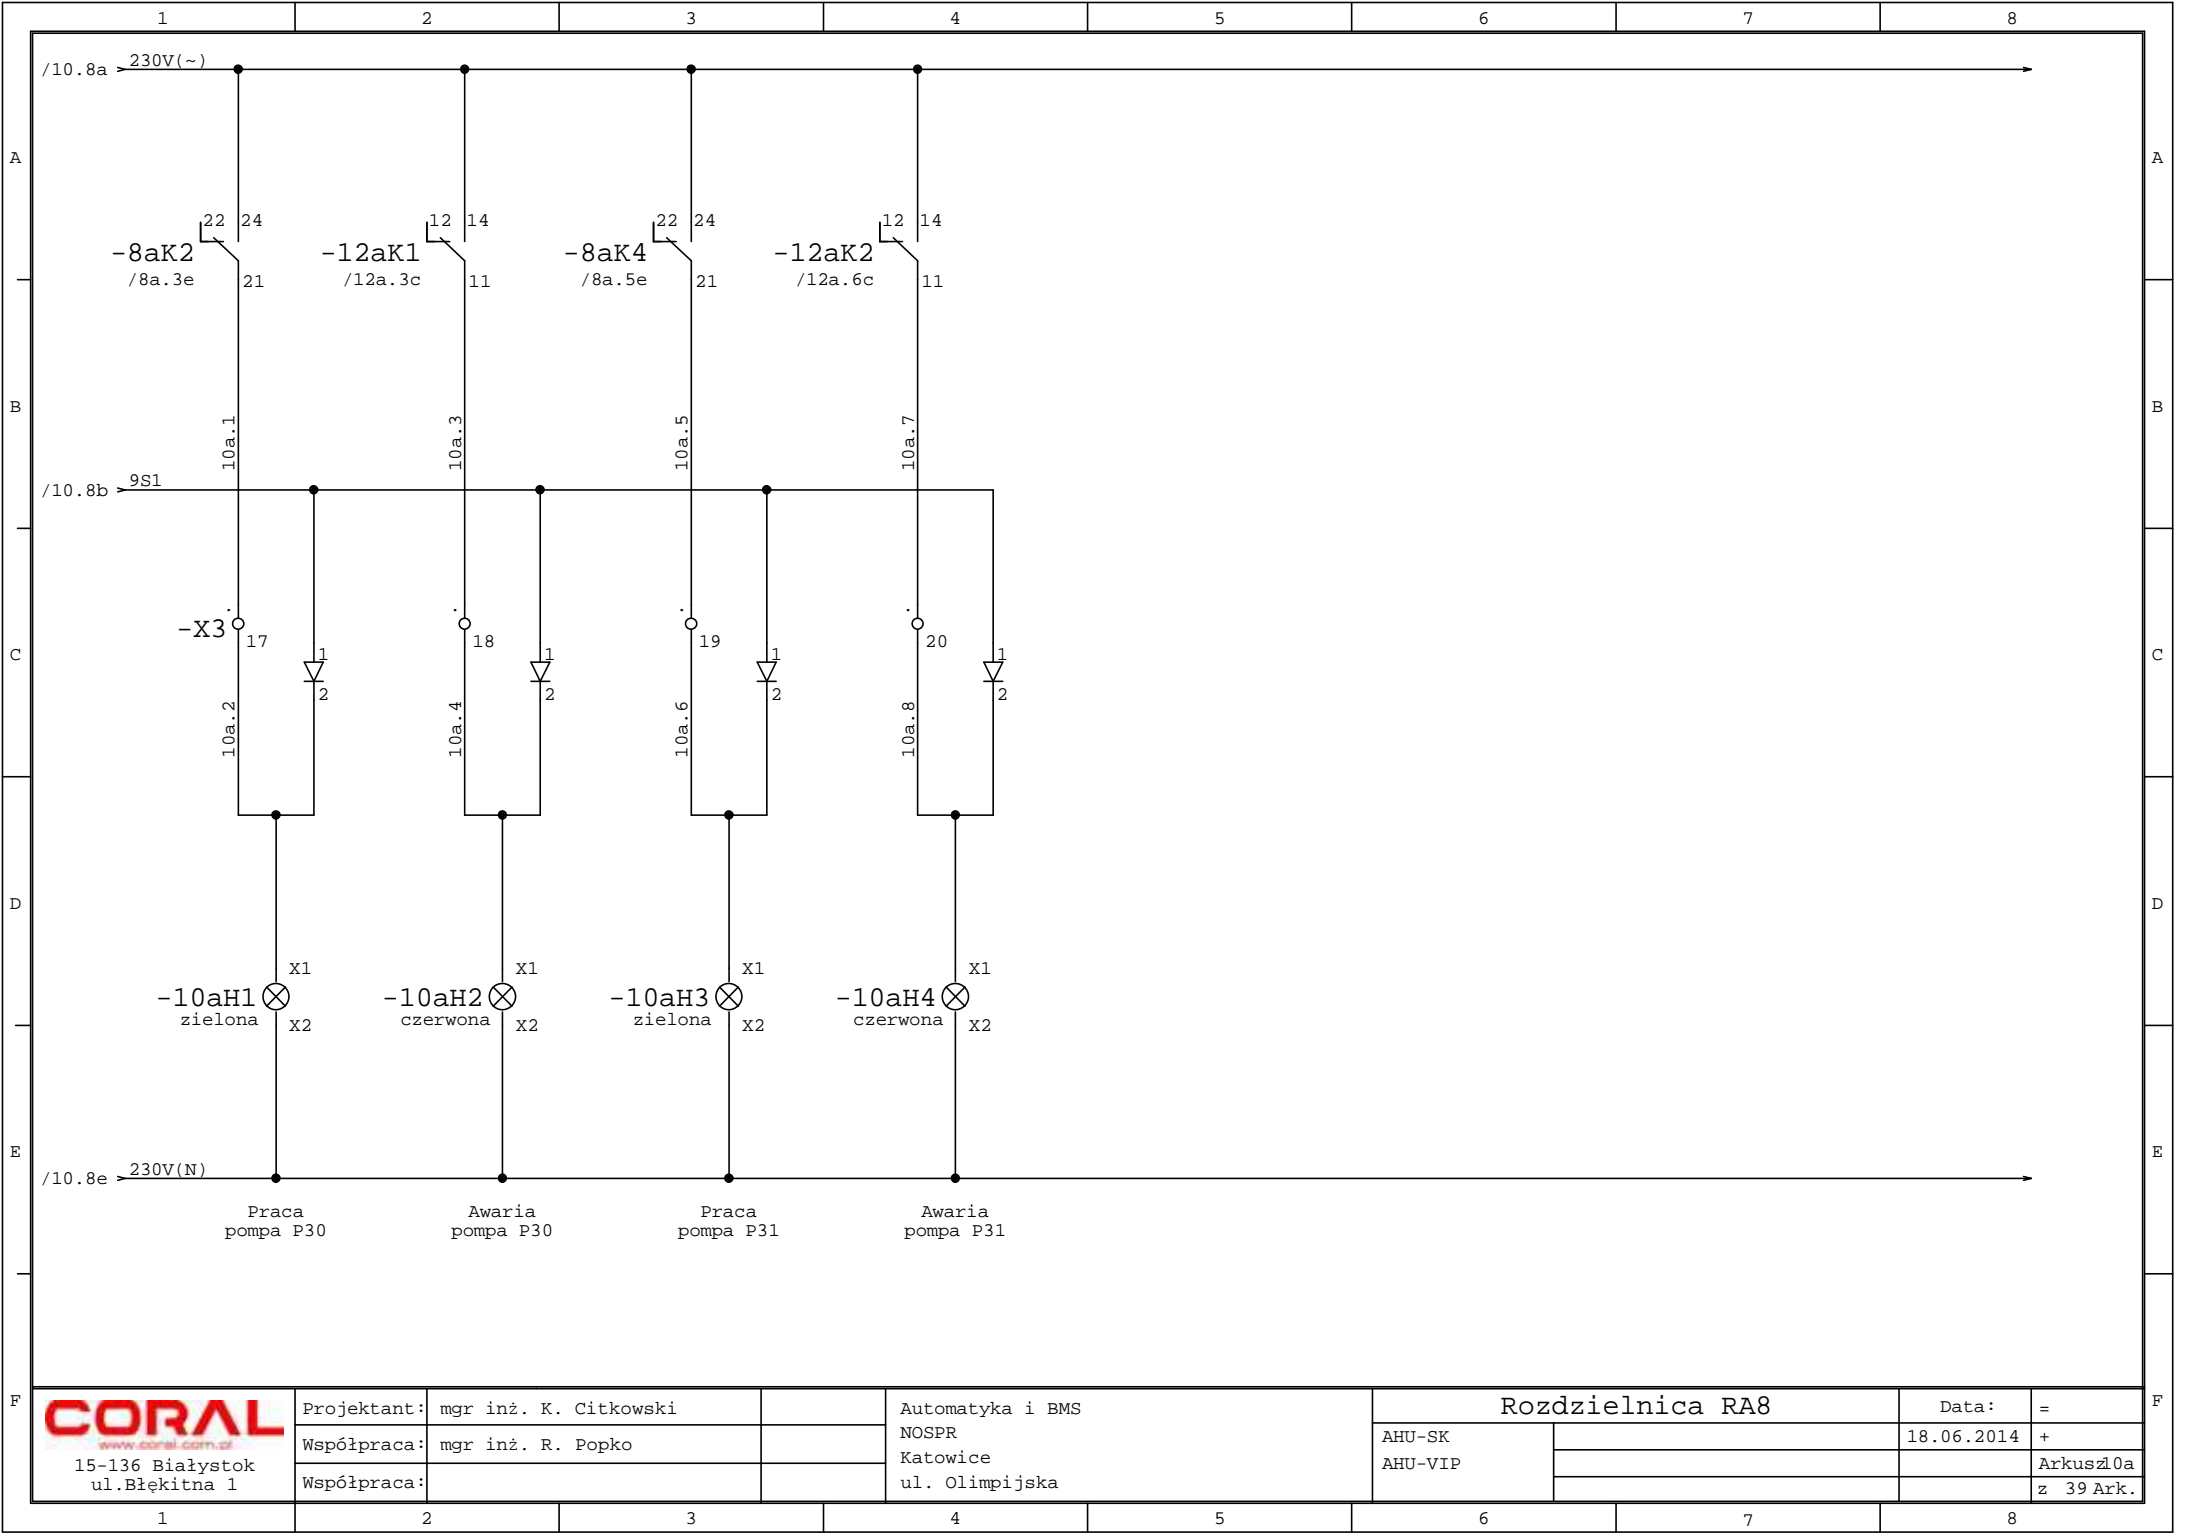 1 2 3 4 5 6 7 8
/10.8a 230V(~)
A A
22 24 12 14 22 24 12 14
-8aK2 -12aK1 -8aK4 -12aK2
/8a.3e 21 /12a.3c 11 /8a.5e 21 /12a.6c 11
B B
10a.1 10a.3 10a.5 10a.7
/10.8b 9S1
-X3 17 18 19 20
C C
1 1 1 1
2 2 2 2
10a.2 10a.4 10a.6 10a.8
D D
X1 X1 X1 X1
-10aH1 -10aH2 -10aH3 -10aH4
zielona czerwona zielona czerwona
X2 X2 X2 X2
E E
/10.8e 230V(N)
Praca Awaria Praca Awaria
pompa P30 pompa P30 pompa P31 pompa P31
F F
CORAL
www.coral.com.pl
15-136 Białystok
ul.Błękitna 1
Projektant: mgr inż. K. Citkowski
Współpraca: mgr inż. R. Popko
Współpraca:
Automatyka i BMS
NOSPR
Katowice
ul. Olimpijska
Rozdzielnica RA8
AHU-SK
AHU-VIP
Data:
18.06.2014
=
+
Arkusz10a
z 39 Ark.
1 2 3 4 5 6 7 8